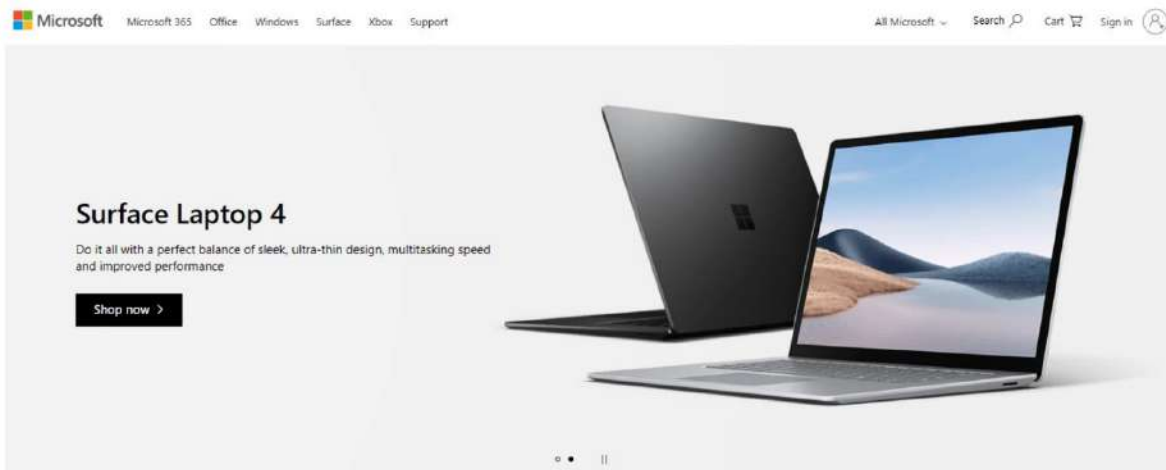 Microsoft Microsoft 365 Office Windows Surface Xbox Support All Microsoft Search Cart Sign in
Surface Laptop 4
Do it all with a perfect balance of sleek, ultra-thin design, multitasking speed
and improved performance
Shop now